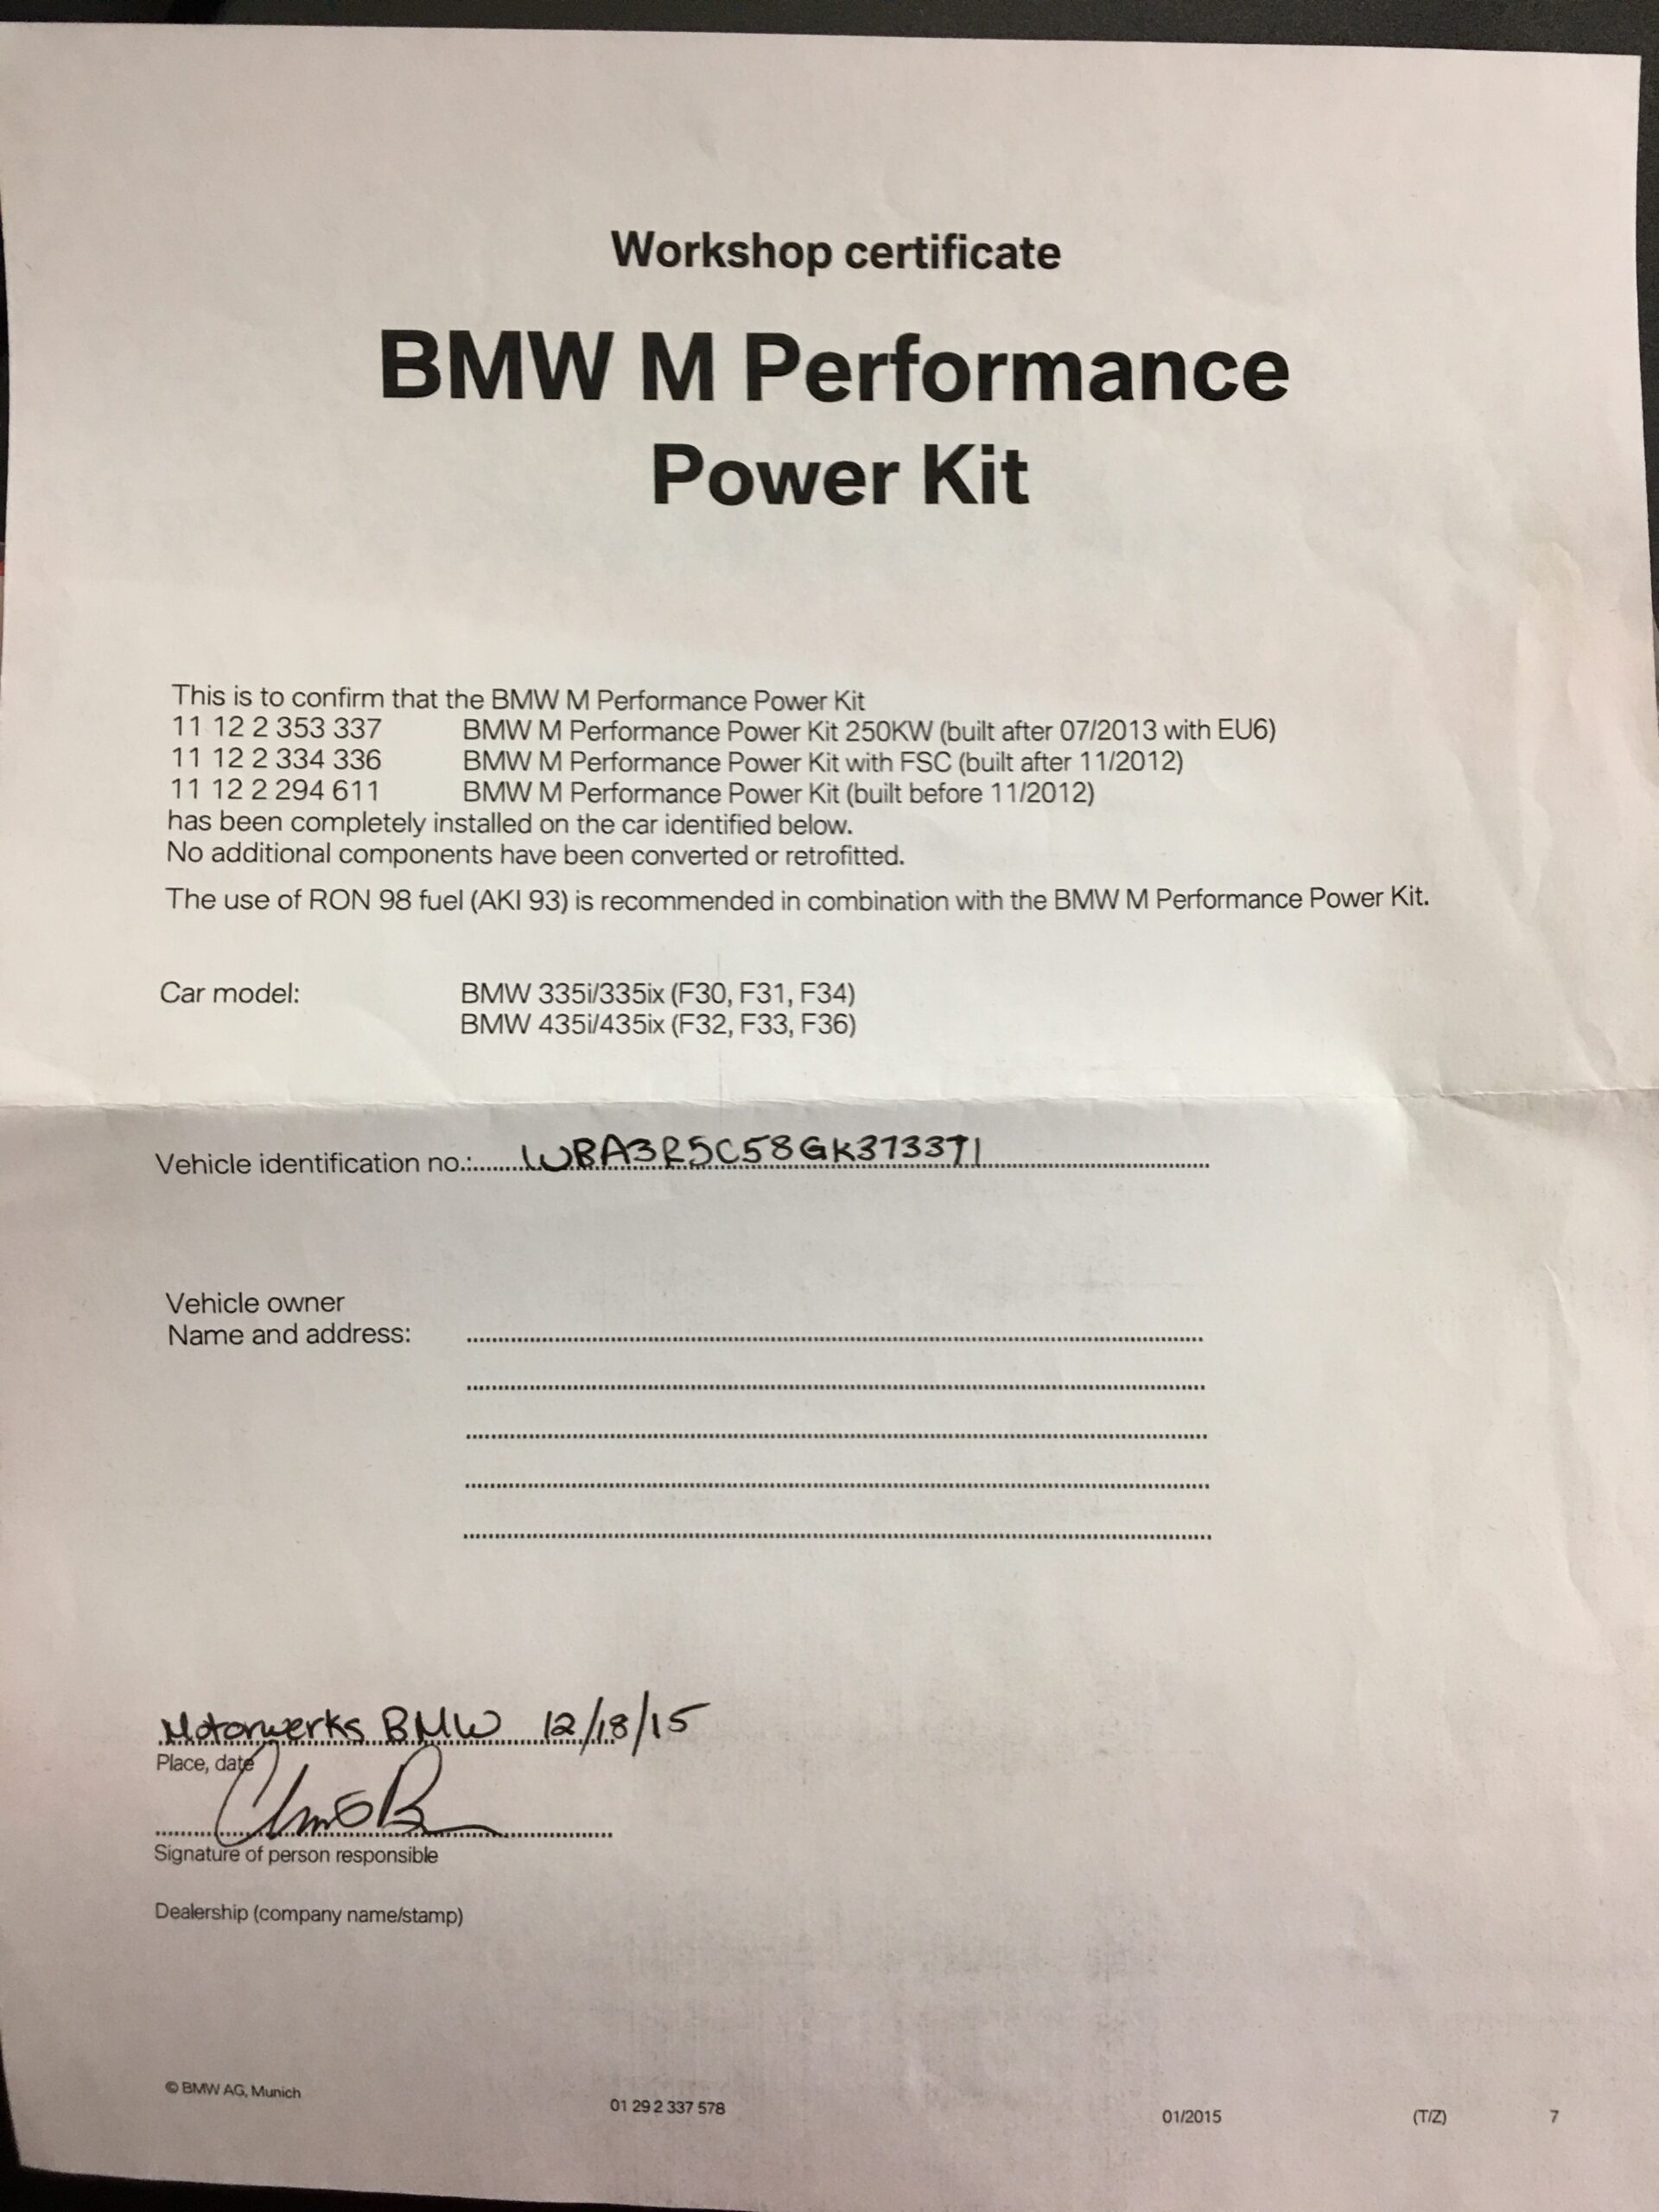 Workshop certificate
BMW M Performance
Power Kit
This is to confirm that the BMW M Performance Power Kit
11 12 2 353 337 BMW M Performance Power Kit 250KW (built after 07/2013 with EU6)
11 12 2 334 336 BMW M Performance Power Kit with FSC (built after 11/2012)
11 12 2 294 611 BMW M Performance Power Kit (built before 11/2012)
has been completely installed on the car identified below.
No additional components have been converted or retrofitted.
The use of RON 98 fuel (AKI 93) is recommended in combination with the BMW M Performance Power Kit.
Car model: BMW 335i/335ix (F30, F31, F34)
BMW 435i/435ix (F32, F33, F36)
Vehicle identification no.: WBA3R5C58GK373371
Vehicle owner
Name and address:
Motorwerks BMW 12/18/15
Place, date
Signature of person responsible
Dealership (company name/stamp)
© BMW AG, Munich 01 29 2 337 578 01/2015 (T/Z) 7